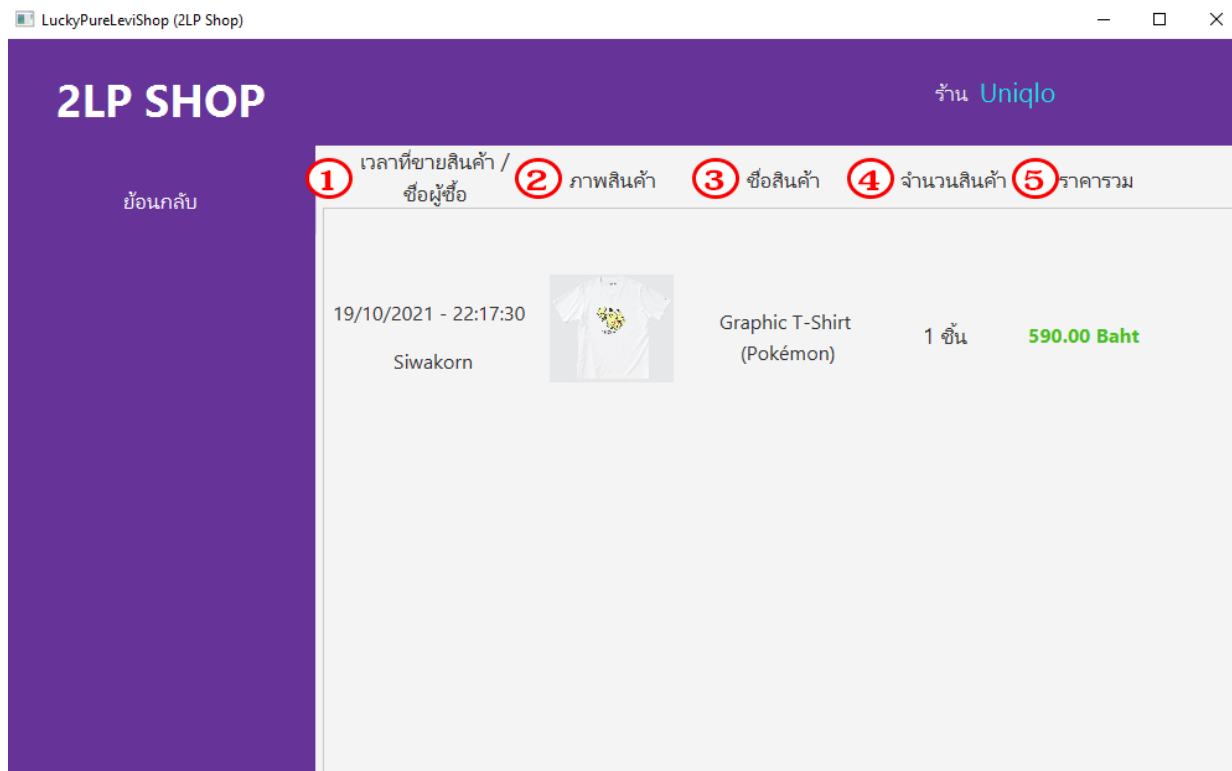 LuckyPureLeviShop (2LP Shop)
2LP SHOP
ร้าน Uniqlo
ย้อนกลับ
1 เวลาที่ขายสินค้า /
ชื่อผู้ซื้อ
2 ภาพสินค้า
3 ชื่อสินค้า
4 จำนวนสินค้า
5 ราคารวม
19/10/2021 - 22:17:30
Siwakorn
Graphic T-Shirt
(Pokémon)
1 ชิ้น
590.00 Baht